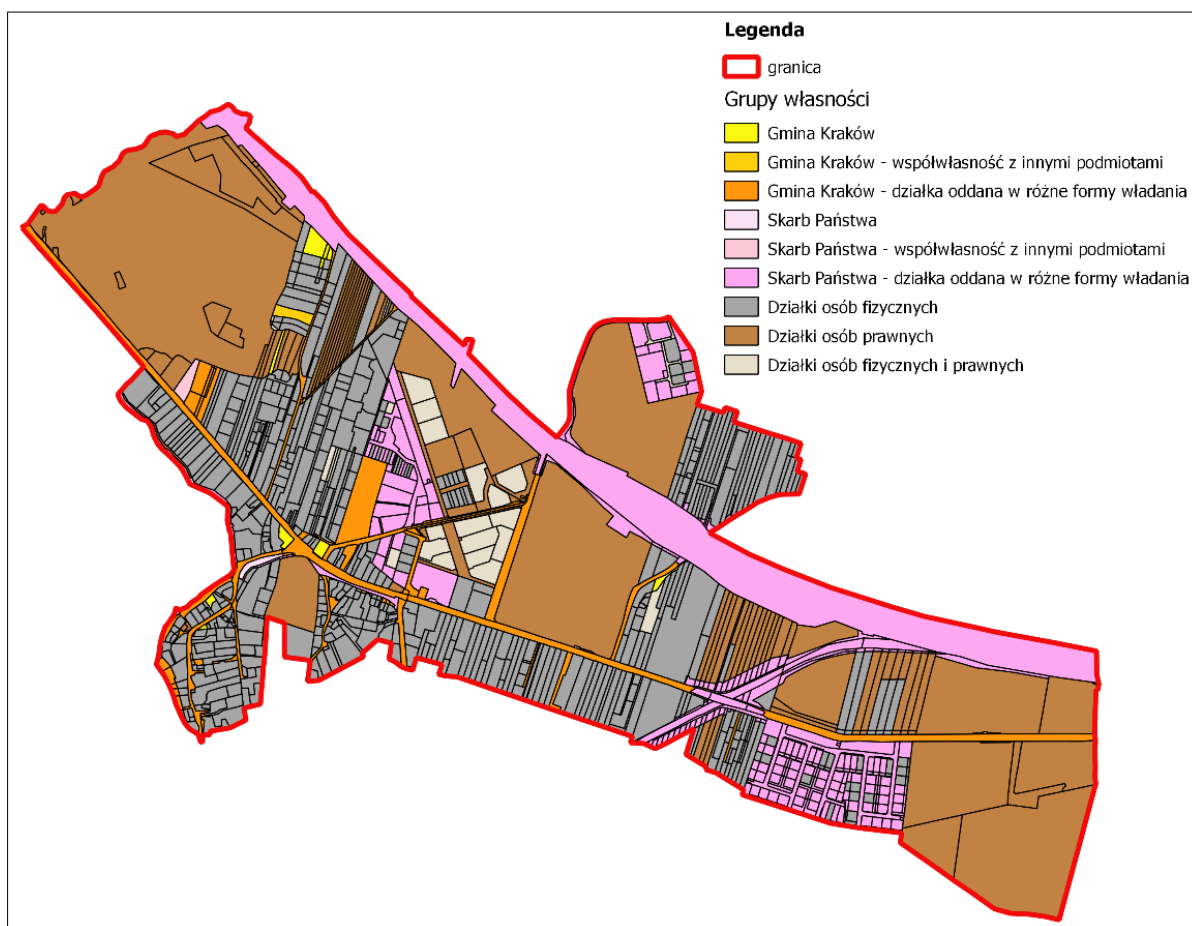 Legenda
granica
Grupy własności
Gmina Kraków
Gmina Kraków - współwłasność z innymi podmiotami
Gmina Kraków - działka oddana w różne formy władania
Skarb Państwa
Skarb Państwa - współwłasność z innymi podmiotami
Skarb Państwa - działka oddana w różne formy władania
Działki osób fizycznych
Działki osób prawnych
Działki osób fizycznych i prawnych